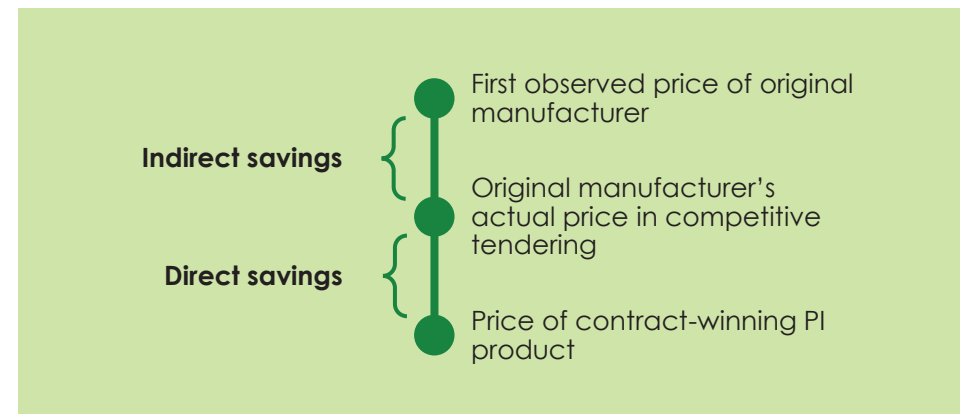 First observed price of original
manufacturer
Indirect savings
Original manufacturer’s
actual price in competitive
tendering
Direct savings
Price of contract-winning PI
product